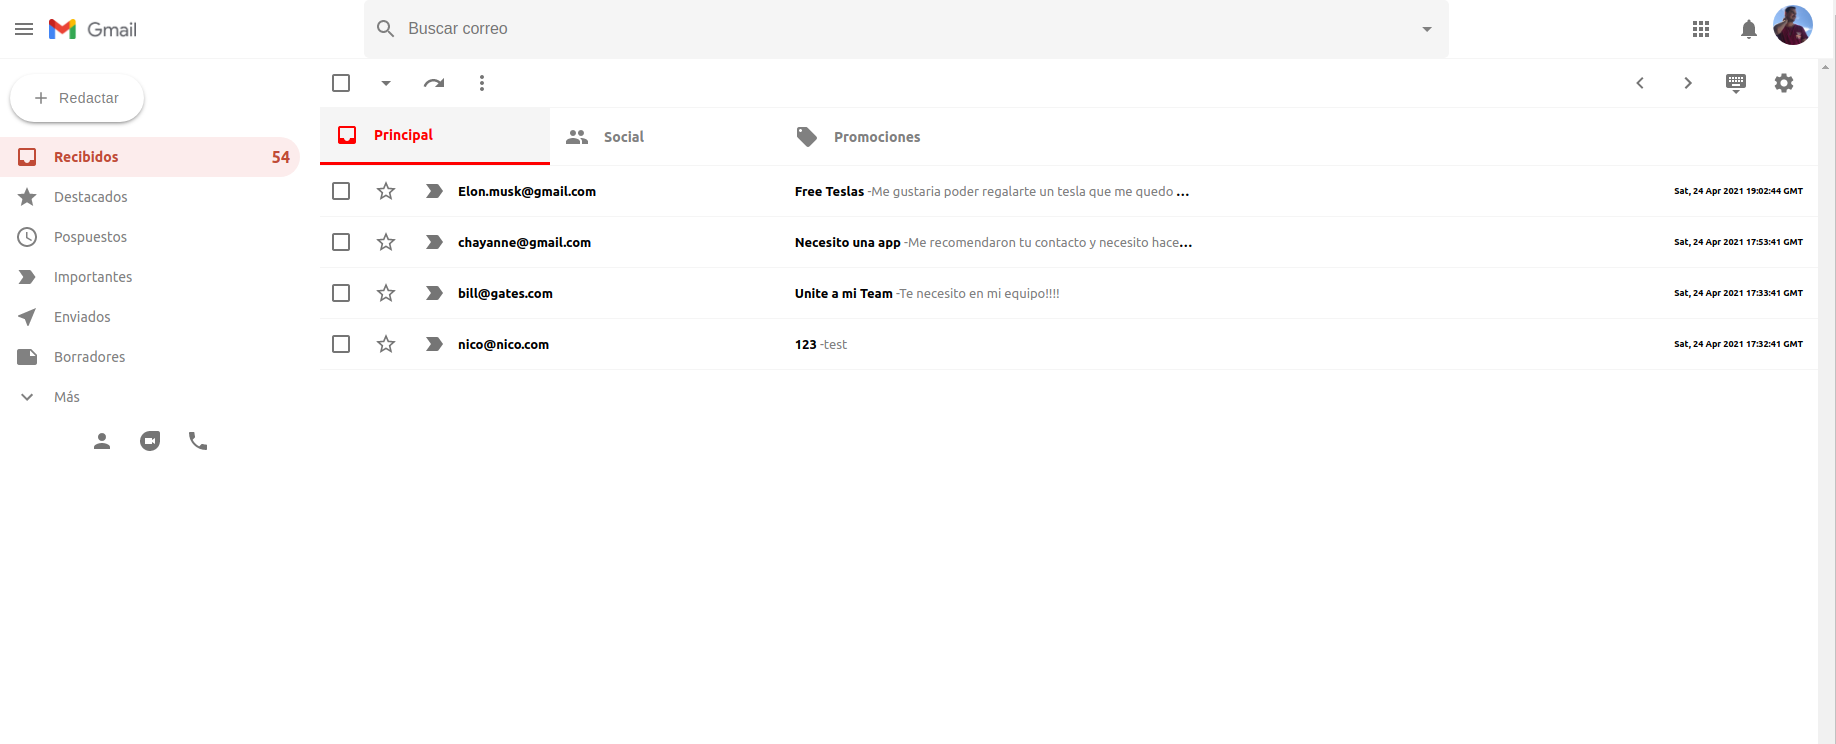 Gmail
Buscar correo
Redactar
Recibidos 54
Destacados
Pospuestos
Importantes
Enviados
Borradores
Más
Principal Social Promociones
Elon.musk@gmail.com Free Teslas -Me gustaria poder regalarte un tesla que me quedo ... Sat, 24 Apr 2021 19:02:44 GMT
chayanne@gmail.com Necesito una app -Me recomendaron tu contacto y necesito hace... Sat, 24 Apr 2021 17:53:41 GMT
bill@gates.com Unite a mi Team -Te necesito en mi equipo!!!! Sat, 24 Apr 2021 17:33:41 GMT
nico@nico.com 123 -test Sat, 24 Apr 2021 17:32:41 GMT